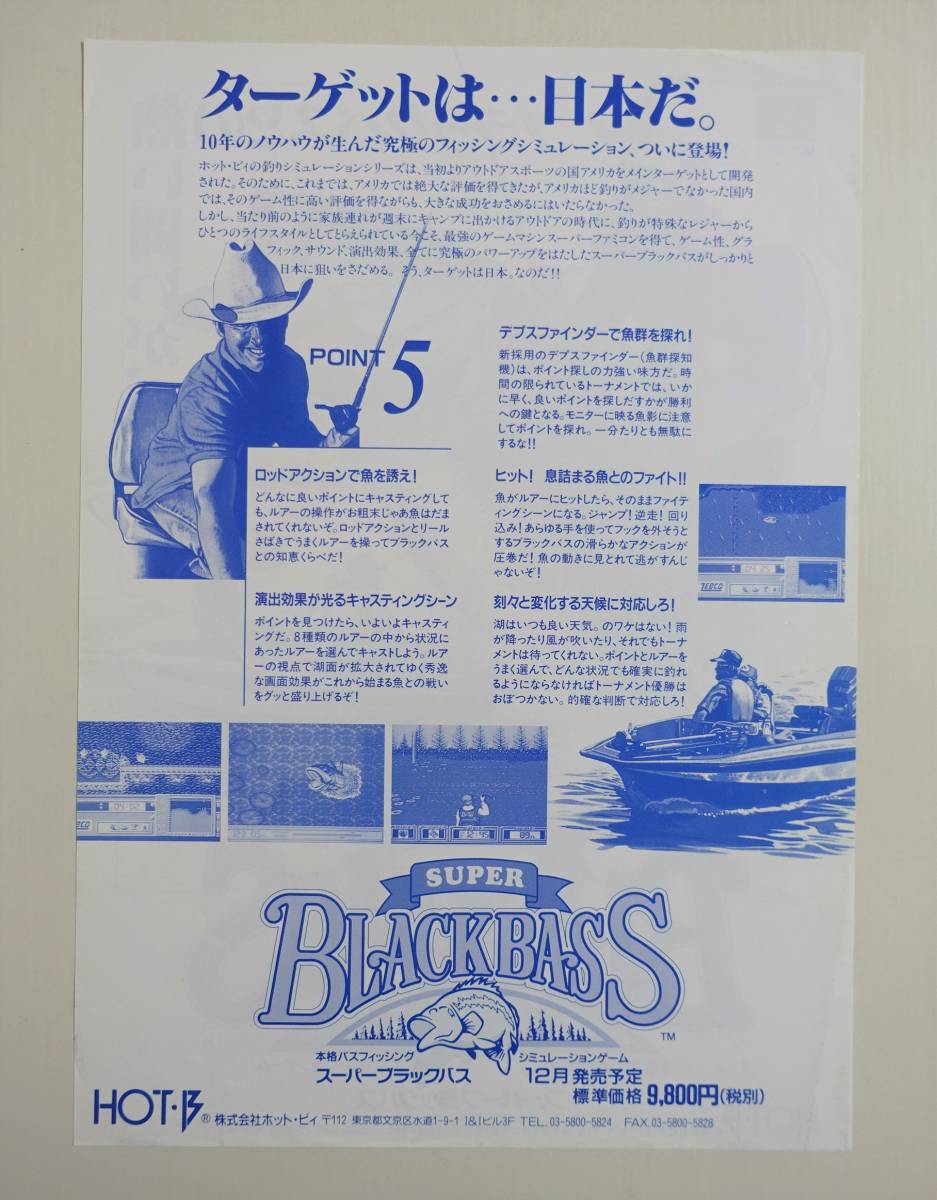 ターゲットは…日本だ。
10年のノウハウが生んだ究極のフィッシングシミュレーション、ついに登場!
ホット・ビィの釣りシミュレーションシリーズは、当初よりアウトドアスポーツの国アメリカをメインターゲットとして開発
された。そのために、これまでは、アメリカでは絶大な評価を得てきたが、アメリカほど釣りがメジャーでなかった国内
では、そのゲーム性に高い評価を得ながらも、大きな成功をおさめるにはいたらなかった。
しかし、当たり前のように家族連れが週末にキャンプに出かけるアウトドアの時代に、釣りが特殊なレジャーから
ひとつのライフスタイルとしてとらえられている今こそ、最強のゲームマシンスーパーファミコンを得て、ゲーム性、グラ
フィック、サウンド、演出効果、全てに究極のパワーアップをはたしたスーパーブラックバスがしっかりと
日本に狙いをさだめる。そう、ターゲットは日本。なのだ!!
POINT 5
デプスファインダーで魚群を探れ!
新採用のデプスファインダー(魚群探知
機)は、ポイント探しの力強い味方だ。時
間の限られているトーナメントでは、いか
に早く、良いポイントを探しだすかが勝利
への鍵となる。モニターに映る魚影に注意
してポイントを探れ。一分たりとも無駄に
するな!!
ロッドアクションで魚を誘え!
どんなに良いポイントにキャスティングして
も、ルアーの操作がお粗末じゃあ魚はだま
されてくれないぞ。ロッドアクションとリール
さばきでうまくルアーを操ってブラックバス
との知恵くらべだ!
ヒット! 息詰まる魚とのファイト!!
魚がルアーにヒットしたら、そのままファイテ
ィングシーンになる。ジャンプ!逆走!回り
込み!あらゆる手を使ってフックを外そうと
するブラックバスの滑らかなアクションが
圧巻だ!魚の動きに見とれて逃がすんじ
ゃないぞ!
演出効果が光るキャスティングシーン
ポイントを見つけたら、いよいよキャスティ
ングだ。8種類のルアーの中から状況に
あったルアーを選んでキャストしよう。ルア
ーの視点で湖面が拡大されてゆく秀逸
な画面効果がこれから始まる魚との戦い
をグッと盛り上げるぞ!
刻々と変化する天候に対応しろ!
湖はいつも良い天気。のワケはない!雨
が降ったり風が吹いたり、それでもトーナ
メントは待ってくれない。ポイントとルアーを
うまく選んで、どんな状況でも確実に釣れ
るようにならなければトーナメント優勝は
おぼつかない。的確な判断で対応しろ!
ZEBCO
04:02
12:45
SUPER
BLACK BASS
TM
本格バスフィッシング シミュレーションゲーム
スーパーブラックバス 12月発売予定
標準価格 9,800円(税別)
HOT・B® 株式会社ホット・ビィ 〒112 東京都文京区水道1-9-1 I&Iビル3F TEL.03-5800-5824 FAX.03-5800-5828